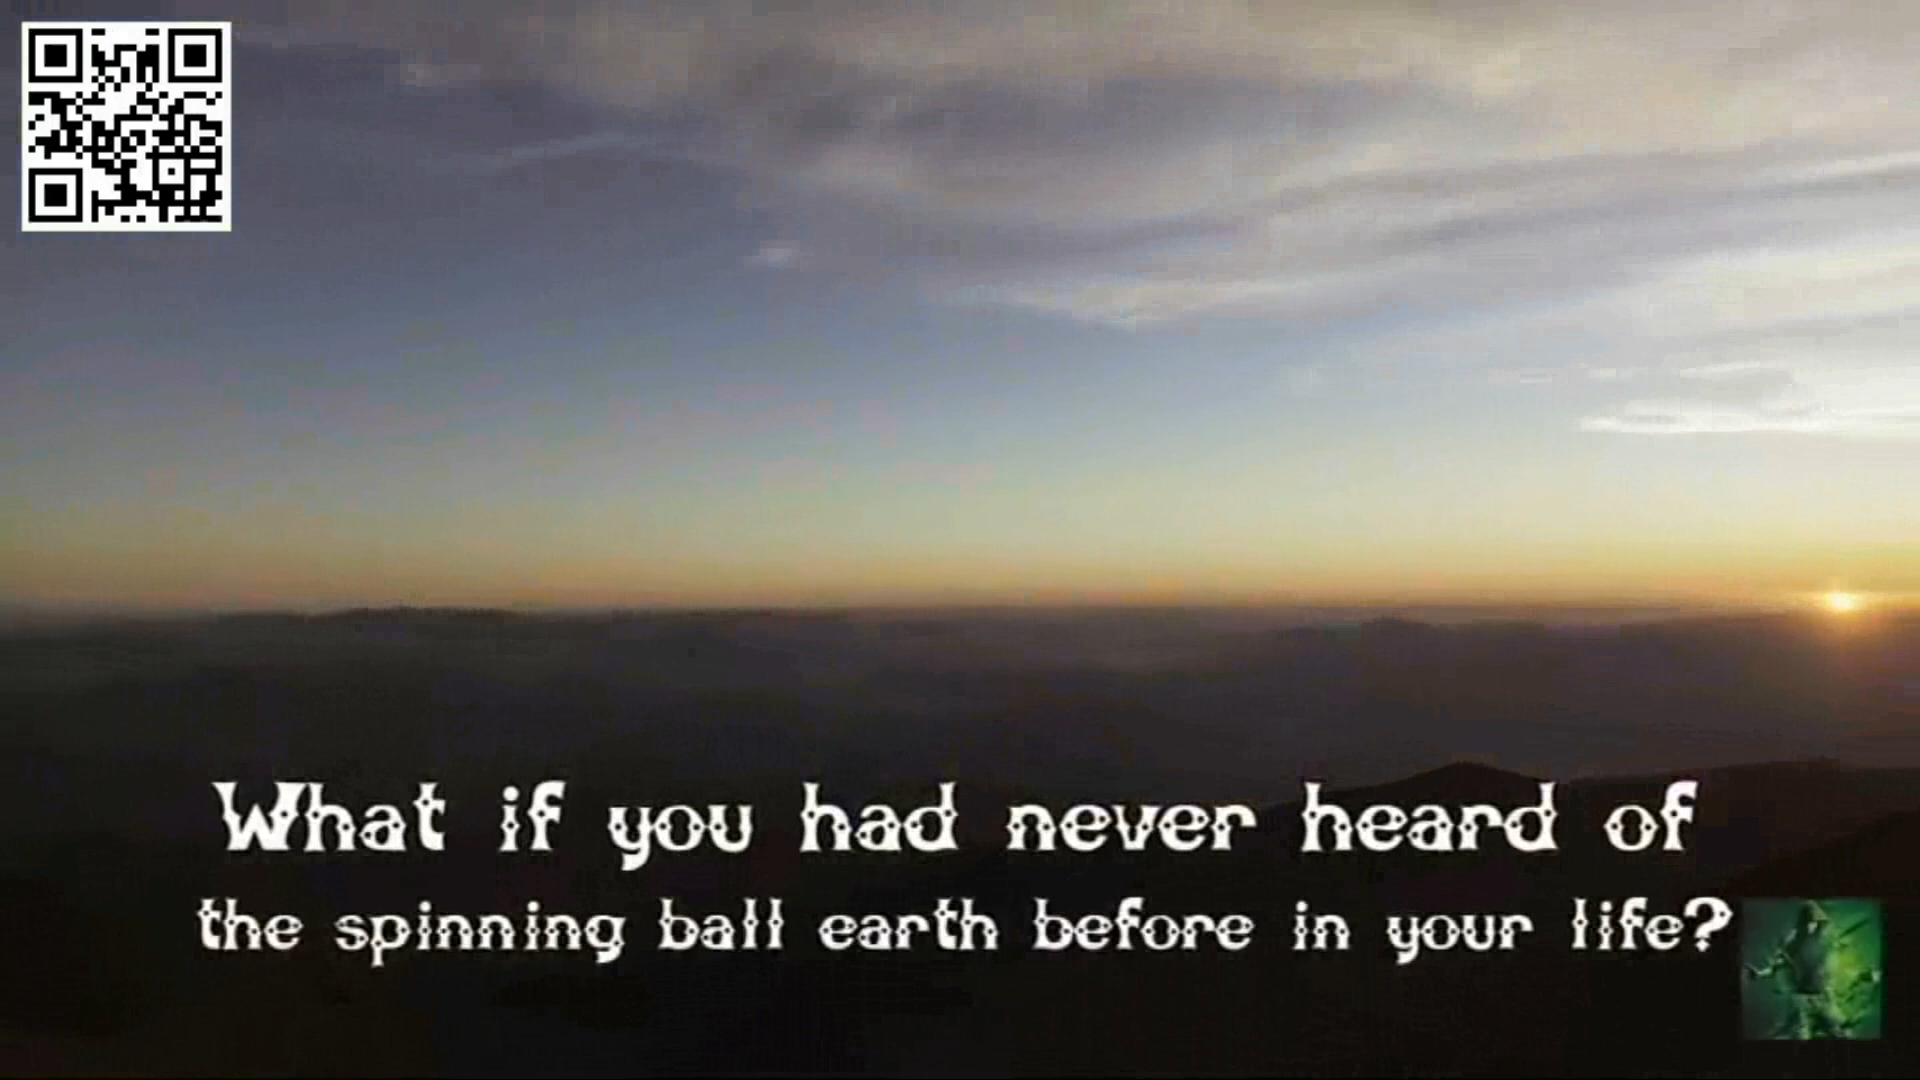 What if you had never heard of
the spinning ball earth before in your life?